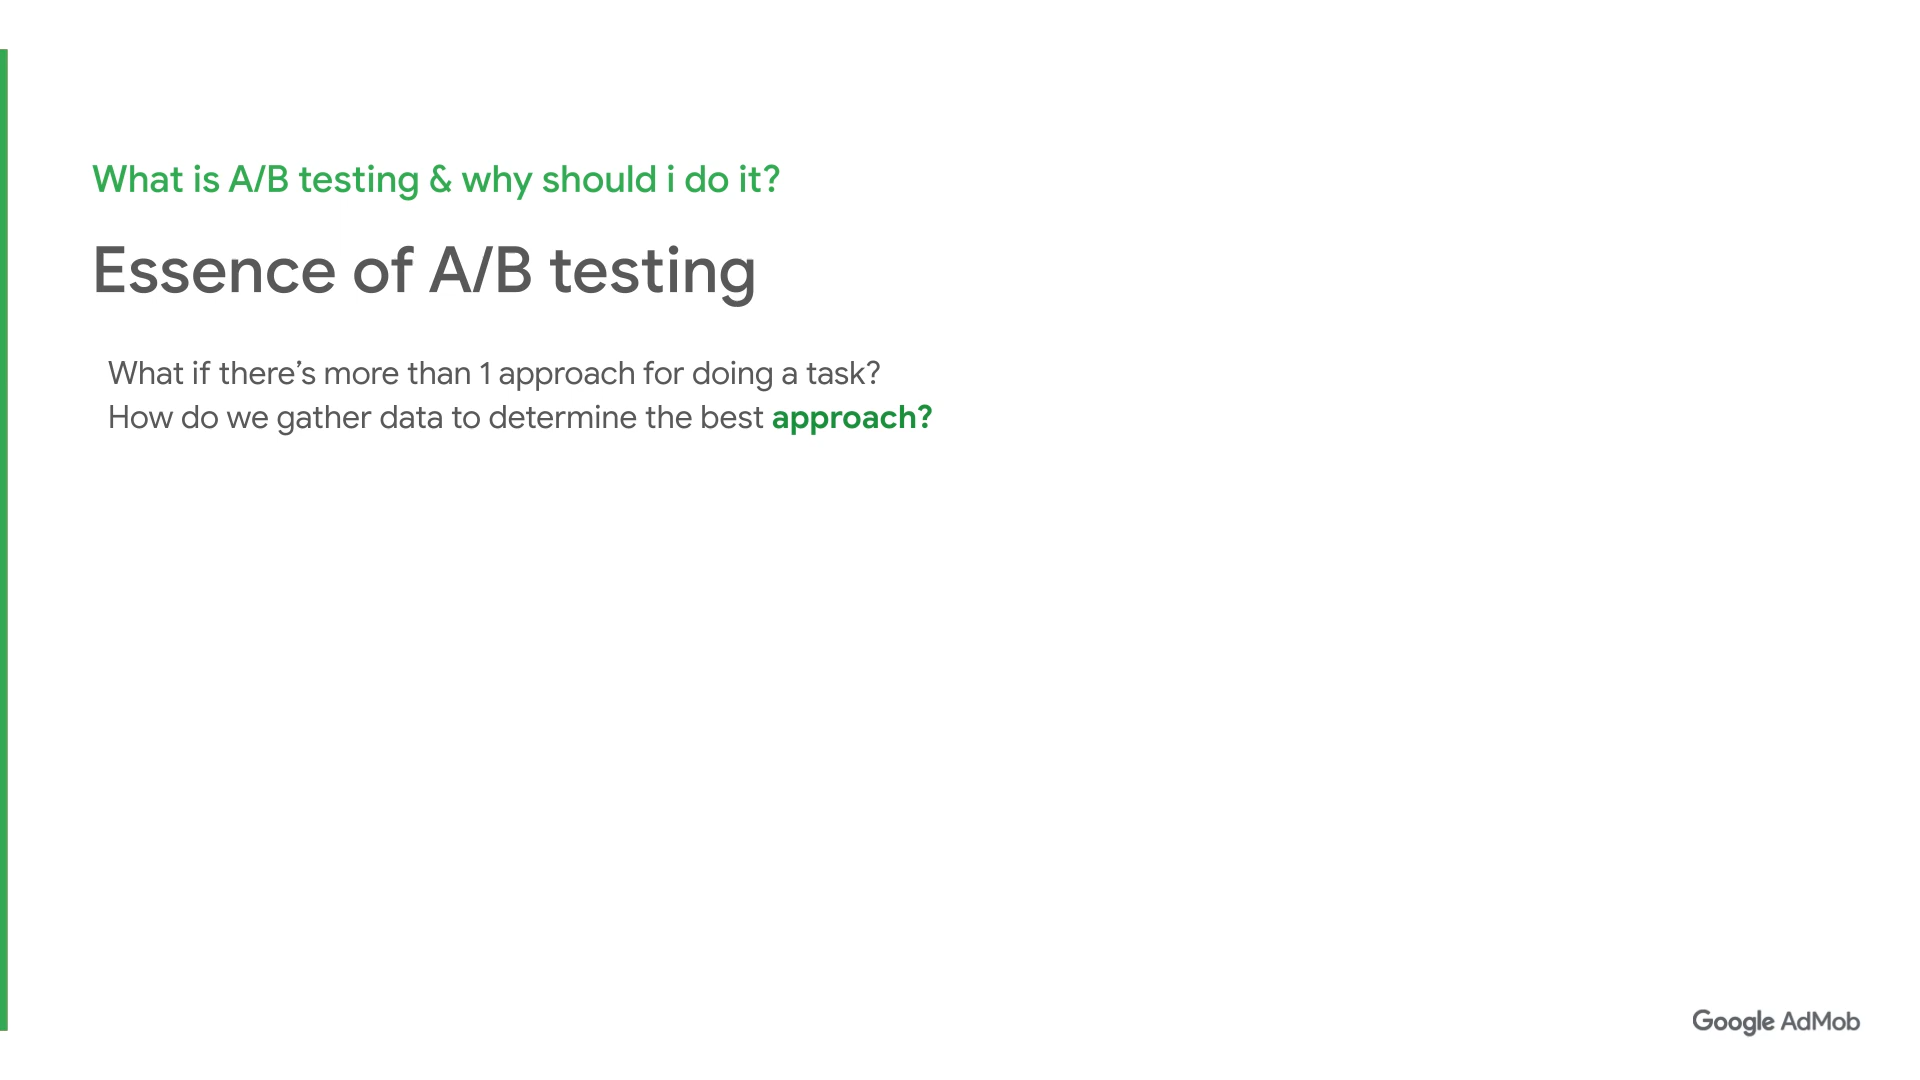 What is A/B testing & why should i do it?
Essence of A/B testing
What if there’s more than 1 approach for doing a task?
How do we gather data to determine the best approach?
Google AdMob